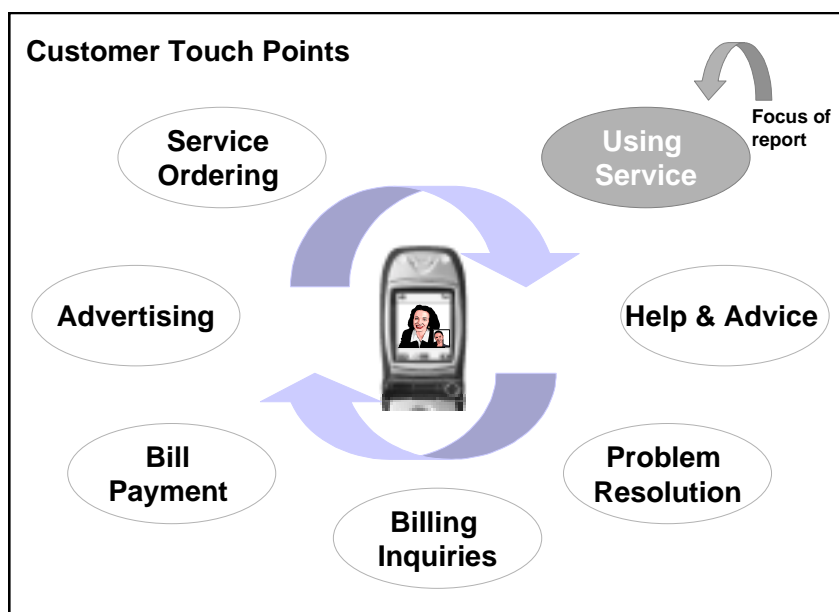 Customer Touch Points
Service
Ordering
Using
Service
Focus of
report
Advertising
Help & Advice
Bill
Payment
Problem
Resolution
Billing
Inquiries